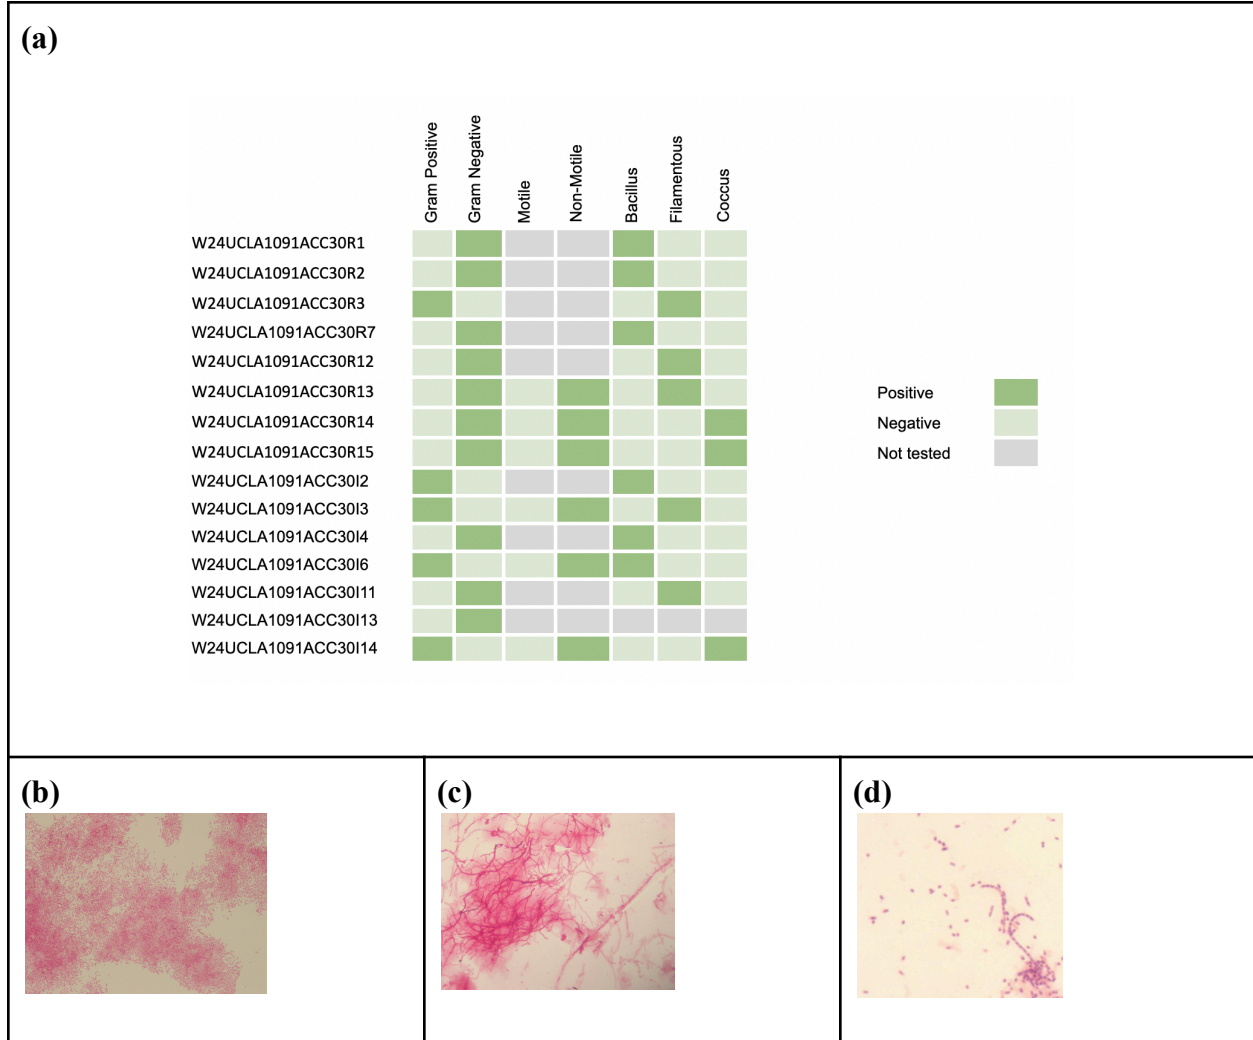 (a)
Gram Positive
Gram Negative
Motile
Non-Motile
Bacillus
Filamentous
Coccus
W24UCLA1091ACC30R1
W24UCLA1091ACC30R2
W24UCLA1091ACC30R3
W24UCLA1091ACC30R7
W24UCLA1091ACC30R12
W24UCLA1091ACC30R13
W24UCLA1091ACC30R14
W24UCLA1091ACC30R15
W24UCLA1091ACC30I2
W24UCLA1091ACC30I3
W24UCLA1091ACC30I4
W24UCLA1091ACC30I6
W24UCLA1091ACC30I11
W24UCLA1091ACC30I13
W24UCLA1091ACC30I14
Positive
Negative
Not tested
(b)
(c)
(d)